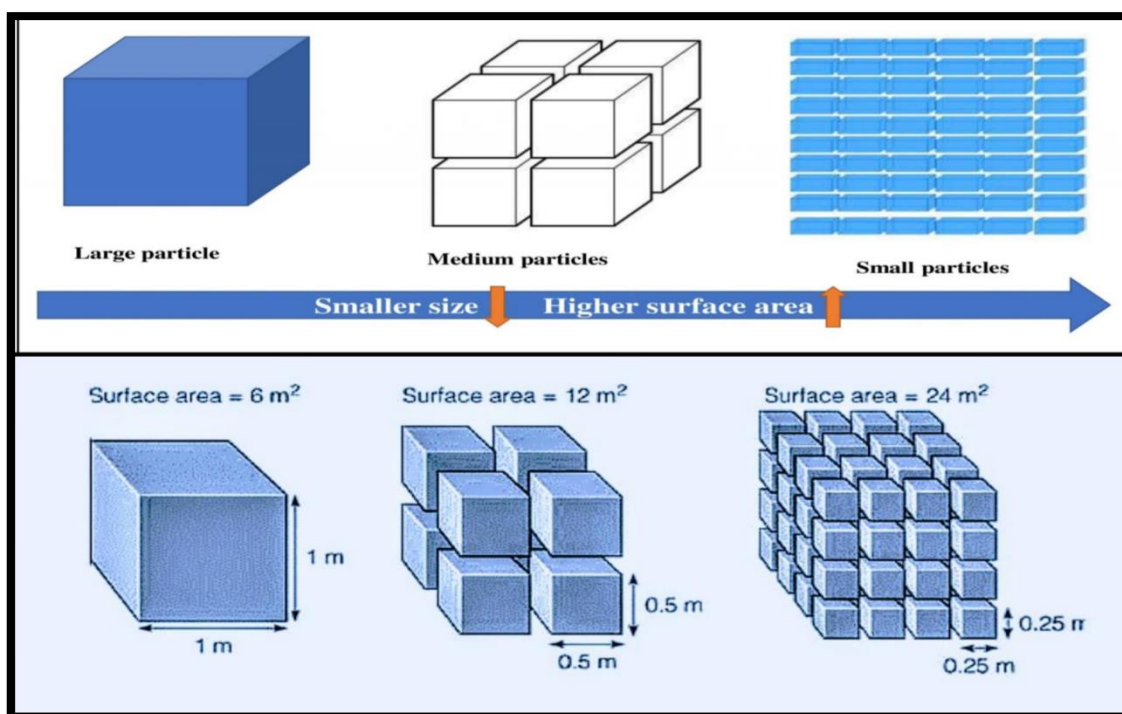 Large particle
Medium particles
Small particles
Smaller size
Higher surface area
Surface area = 6 m²
Surface area = 12 m²
Surface area = 24 m²
1 m
1 m
0.5 m
0.5 m
0.25 m
0.25 m